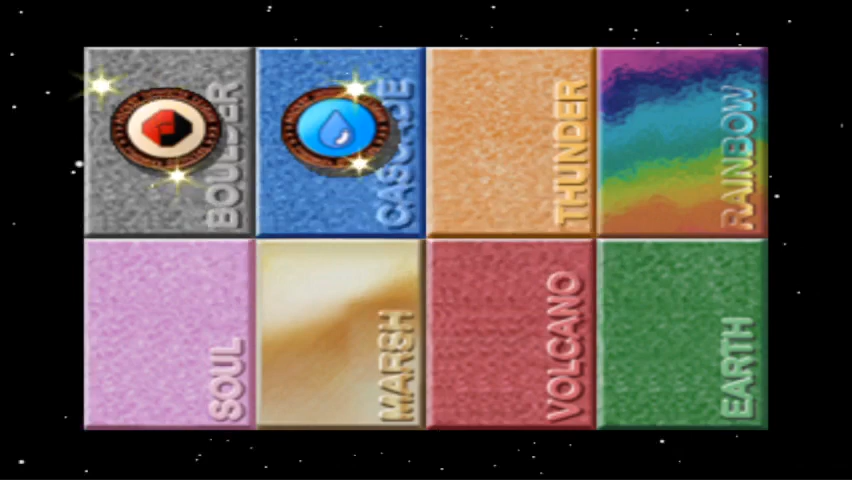 BOULDER
CASCADE
THUNDER
RAINBOW
SOUL
MARSH
VOLCANO
EARTH